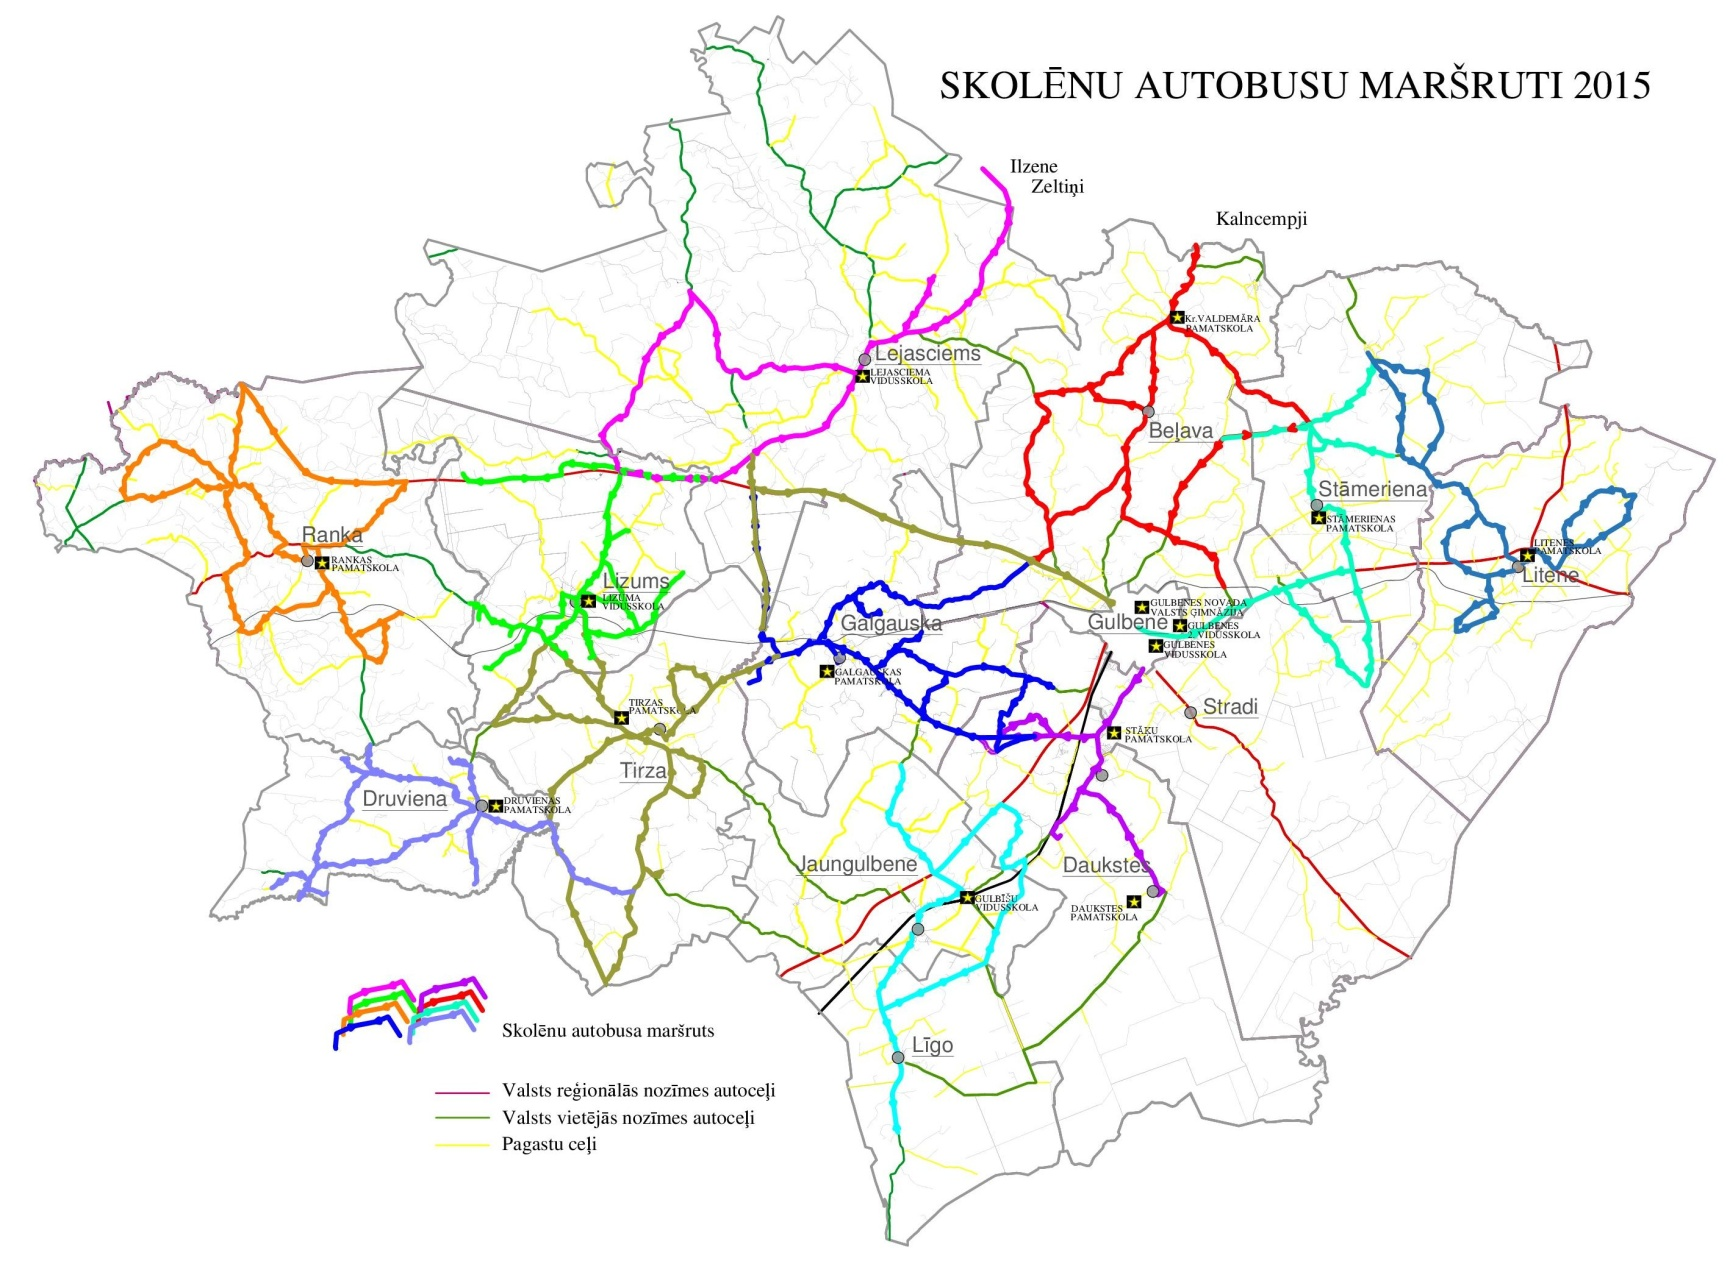 SKOLĒNU AUTOBUSU MARŠRUTI 2015
Ilzene
Zeltiņi
Kalncempji
Kr.VALDEMĀRA
PAMATSKOLA
Lejasciems
LEJASCIEMA
VIDUSSKOLA
Beļava
Stāmeriena
STĀMERIENAS
PAMATSKOLA
Ranka
RANKAS
PAMATSKOLA
LITENES
PAMATSKOLA
Litene
Lizums
LIZUMA
VIDUSSKOLA
GULBENES NOVADA
VALSTS ĢIMNĀZIJA
Gulbene
GULBENES
2. VIDUSSKOLA
GULBENES
VIDUSSKOLA
Galgauska
GALGAUSKAS
PAMATSKOLA
TIRZAS
PAMATSKOLA
Stradi
STĀĶU
PAMATSKOLA
Tirza
Druviena
DRUVIENAS
PAMATSKOLA
Jaungulbene
Daukstes
GULBĪŠU
VIDUSSKOLA
DAUKSTES
PAMATSKOLA
Līgo
Skolēnu autobusa maršruts
Valsts reģionālās nozīmes autoceļi
Valsts vietējās nozīmes autoceļi
Pagastu ceļi